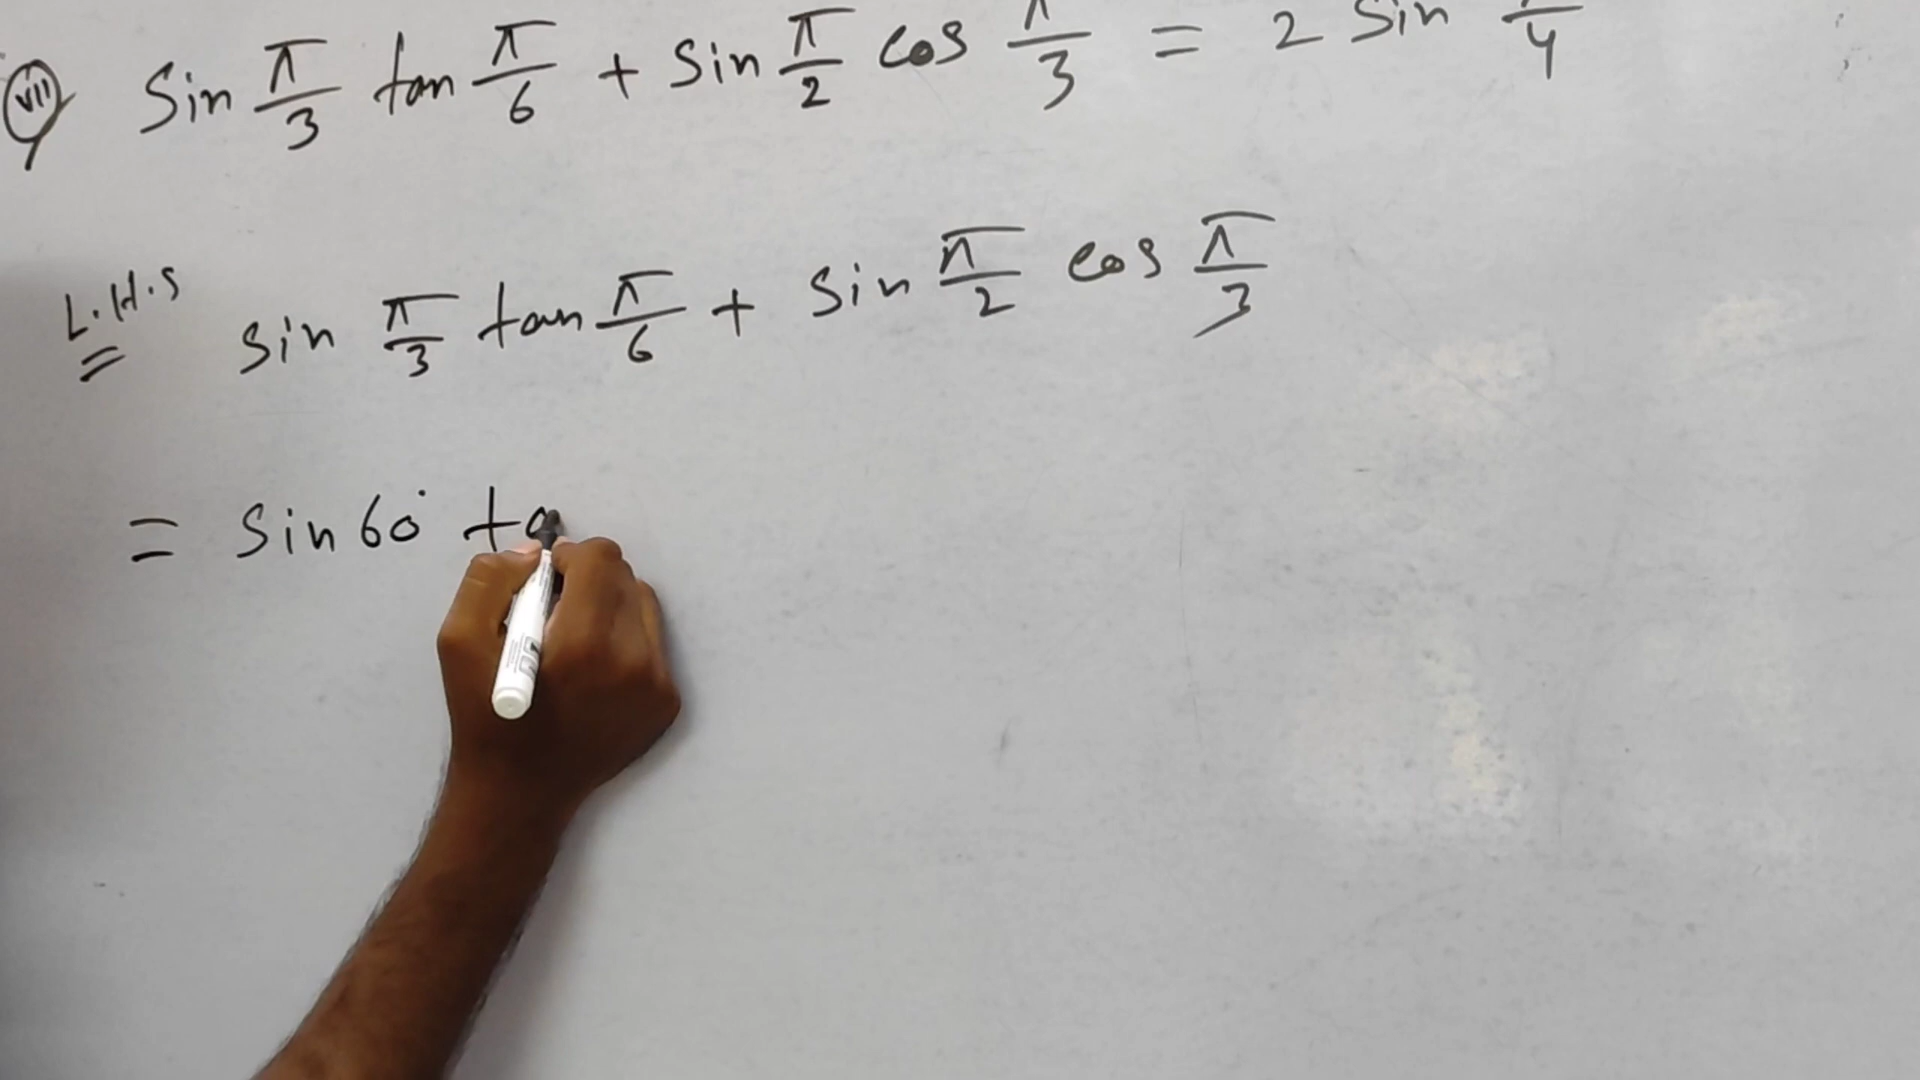 (vii) Sin π/3 tan π/6 + Sin π/2 cos π/3 = 2 Sin π/4
L.H.S sin π/3 tan π/6 + sin π/2 cos π/3
= Sin 60° ta